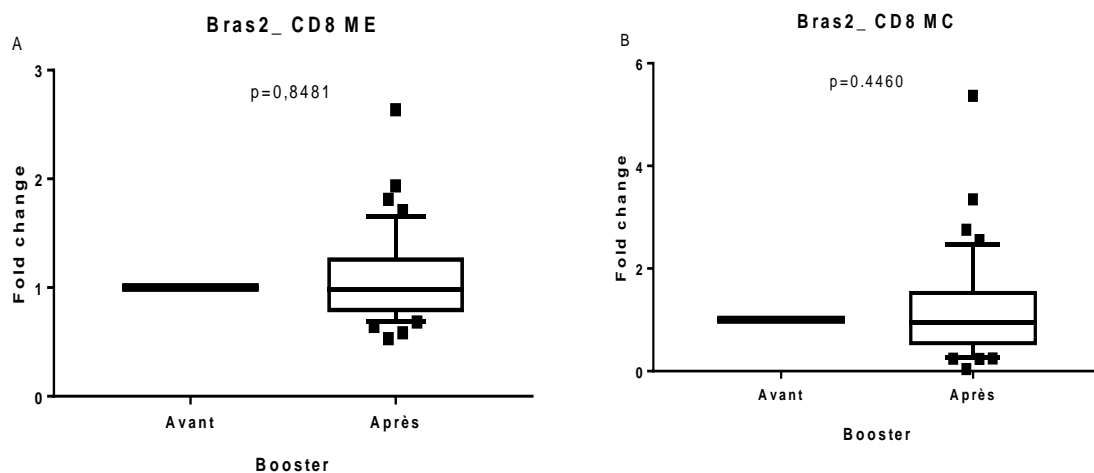 A
Bras2_ CD8 ME
p=0,8481
Fold change
3
2
1
0
Avant
Après
Booster
B
Bras2_ CD8 MC
p=0.4460
Fold change
6
4
2
0
Avant
Après
Booster